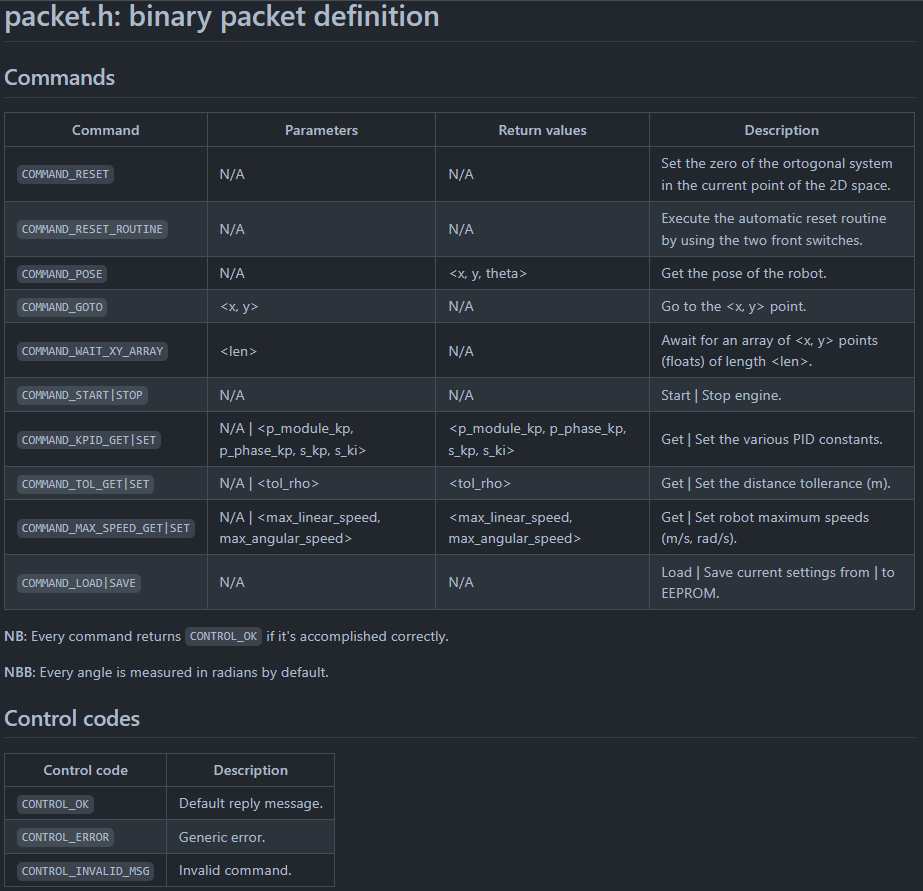 packet.h: binary packet definition
Commands
Command Parameters Return values Description
COMMAND_RESET N/A N/A Set the zero of the ortogonal system
in the current point of the 2D space.
COMMAND_RESET_ROUTINE N/A N/A Execute the automatic reset routine
by using the two front switches.
COMMAND_POSE N/A <x, y, theta> Get the pose of the robot.
COMMAND_GOTO <x, y> N/A Go to the <x, y> point.
COMMAND_WAIT_XY_ARRAY <len> N/A Await for an array of <x, y> points
(floats) of length <len>.
COMMAND_START|STOP N/A N/A Start | Stop engine.
COMMAND_KPID_GET|SET N/A | <p_module_kp, <p_module_kp, p_phase_kp, Get | Set the various PID constants.
p_phase_kp, s_kp, s_ki> s_kp, s_ki>
COMMAND_TOL_GET|SET N/A | <tol_rho> <tol_rho> Get | Set the distance tollerance (m).
COMMAND_MAX_SPEED_GET|SET N/A | <max_linear_speed, <max_linear_speed, Get | Set robot maximum speeds
max_angular_speed> max_angular_speed> (m/s, rad/s).
COMMAND_LOAD|SAVE N/A N/A Load | Save current settings from | to
EEPROM.
NB: Every command returns CONTROL_OK if it's accomplished correctly.
NBB: Every angle is measured in radians by default.
Control codes
Control code Description
CONTROL_OK Default reply message.
CONTROL_ERROR Generic error.
CONTROL_INVALID_MSG Invalid command.